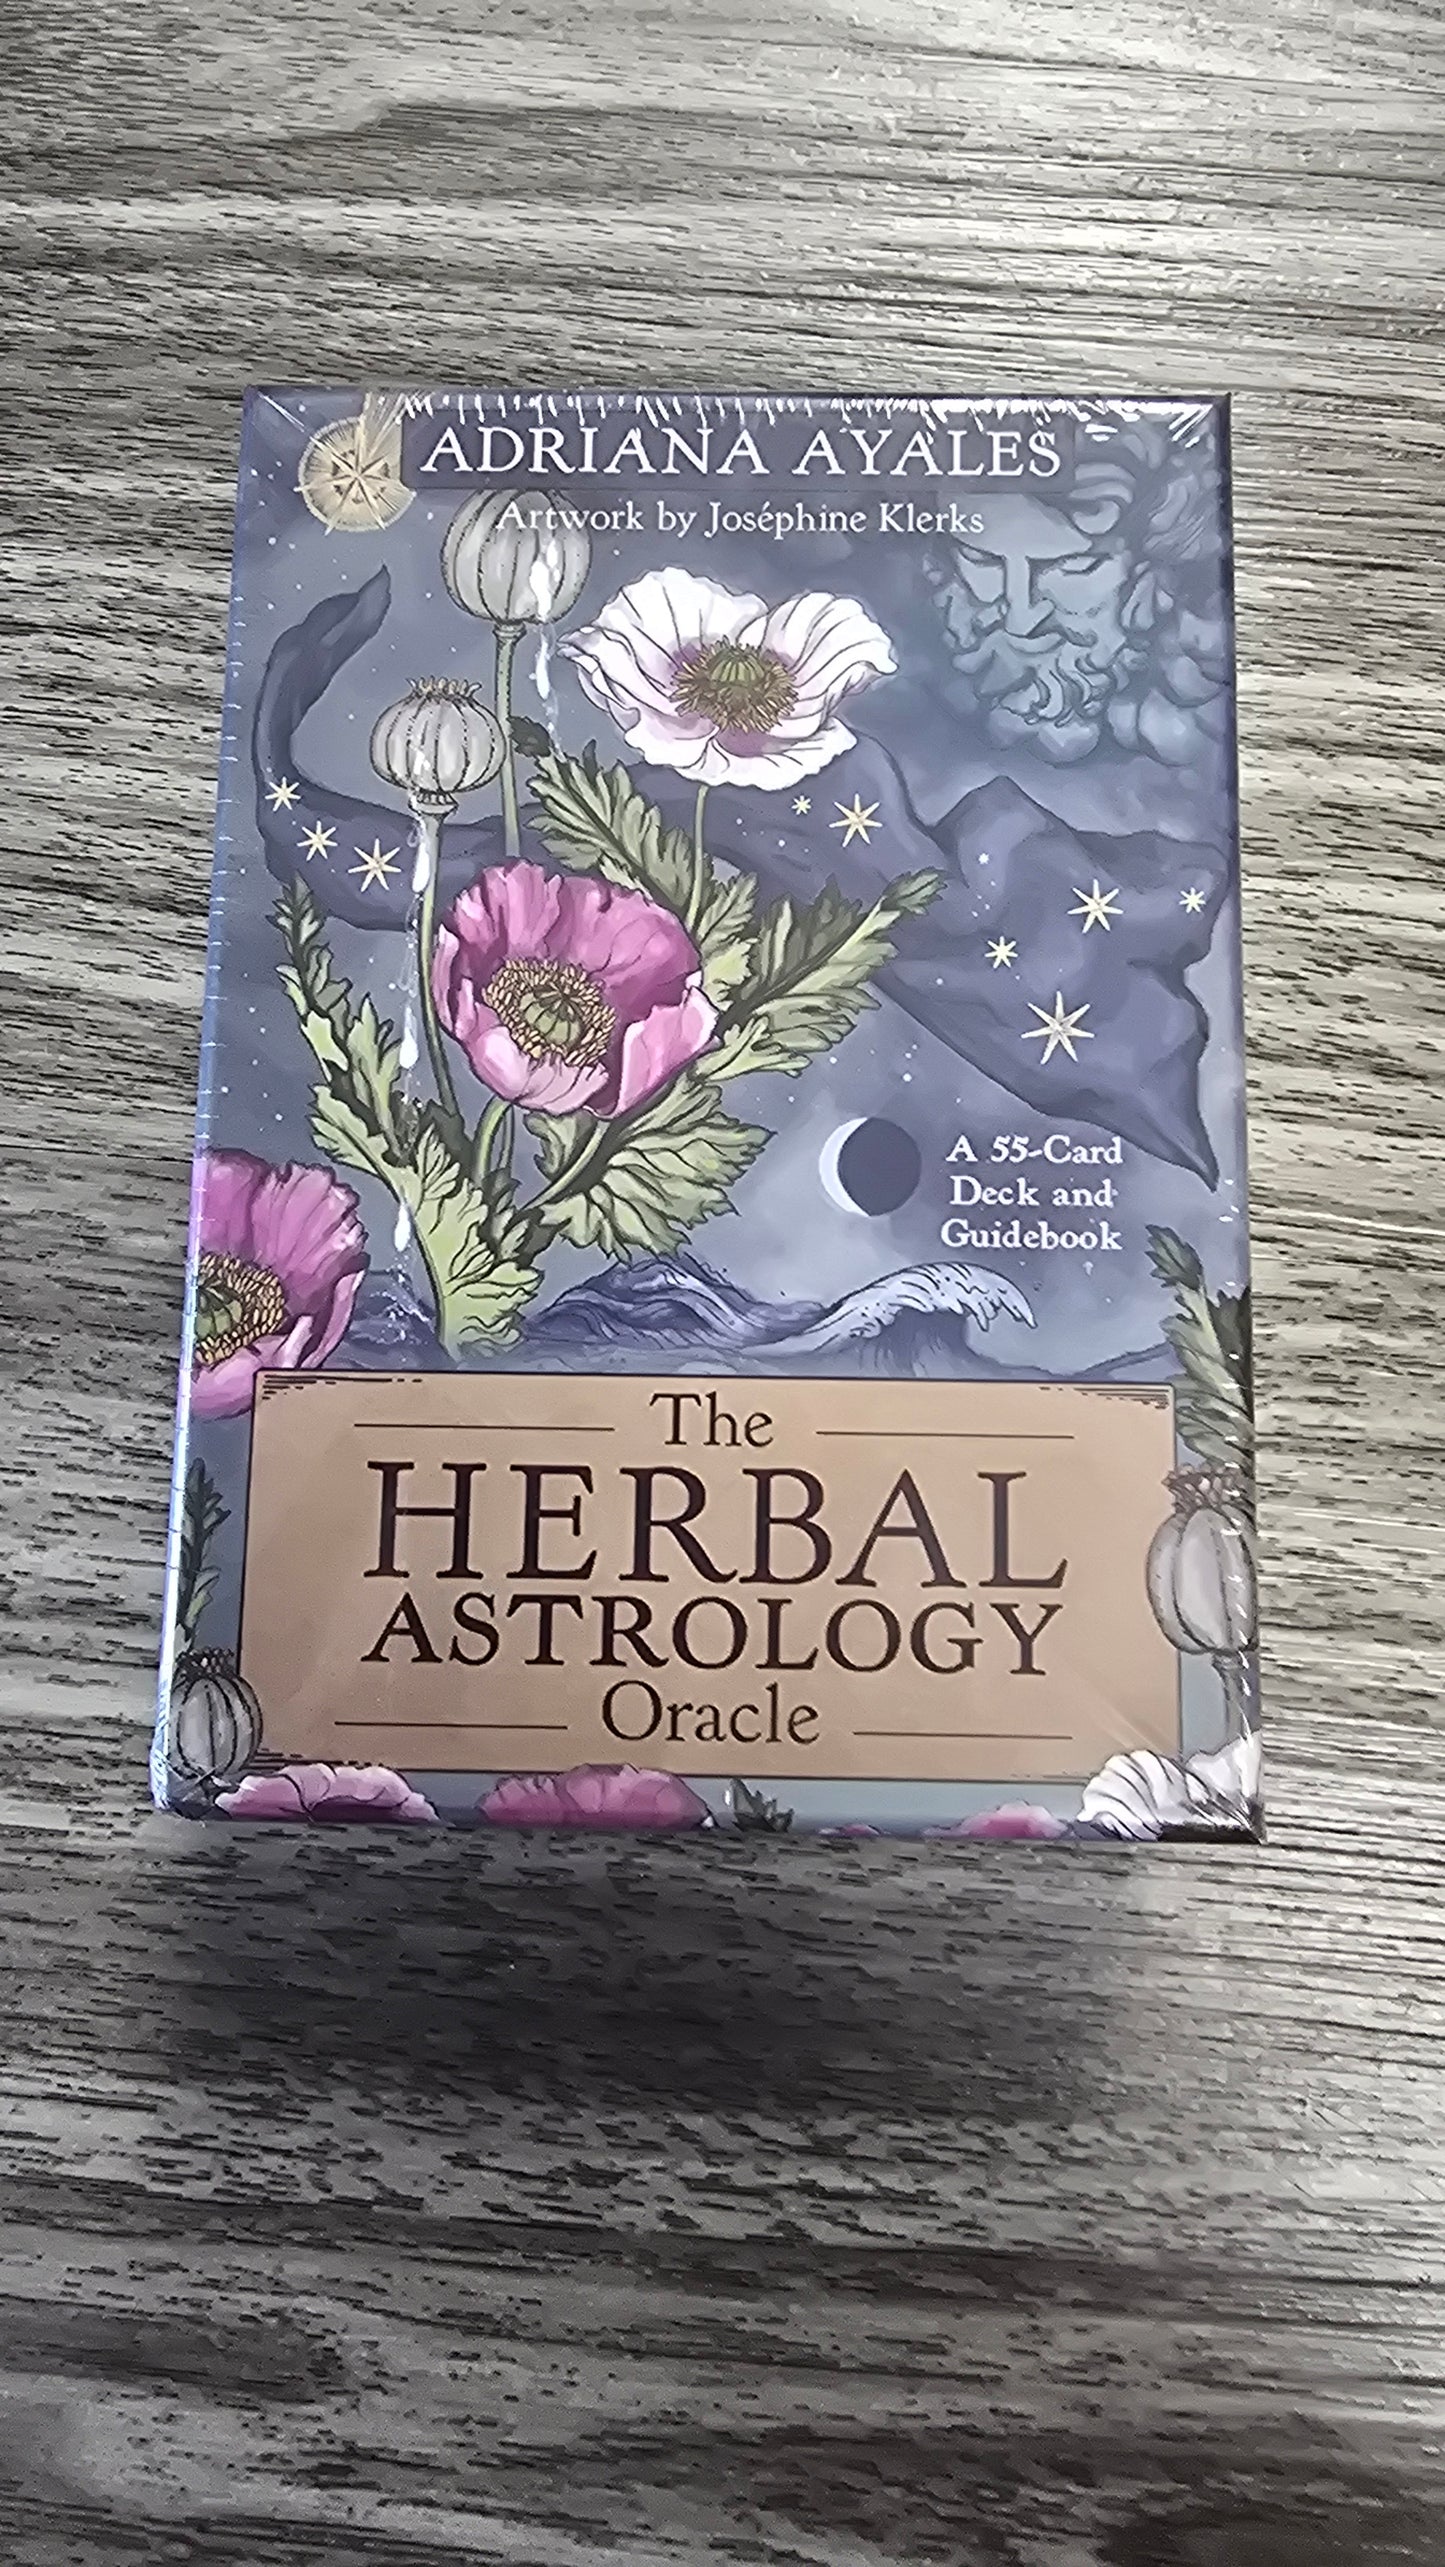 ADRIANA AYALES
Artwork by Joséphine Klerks
A 55-Card
Deck and
Guidebook
The
HERBAL
ASTROLOGY
Oracle